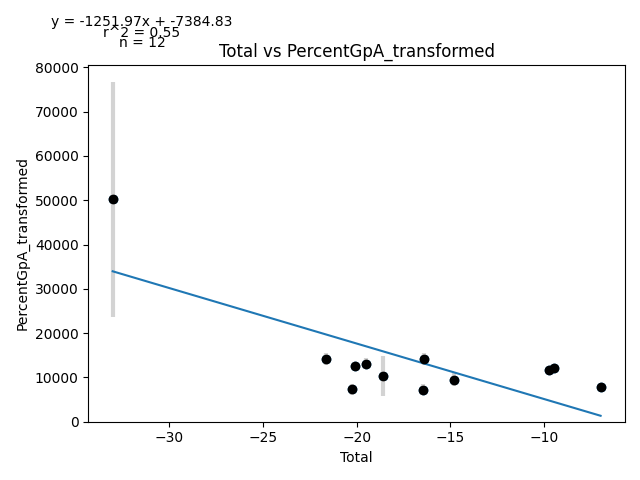 y = -1251.97x + -7384.83
r^2 = 0.55
n = 12
Total vs PercentGpA_transformed
80000
70000
60000
50000
40000
30000
20000
10000
0
PercentGpA_transformed
−30
−25
−20
−15
−10
Total